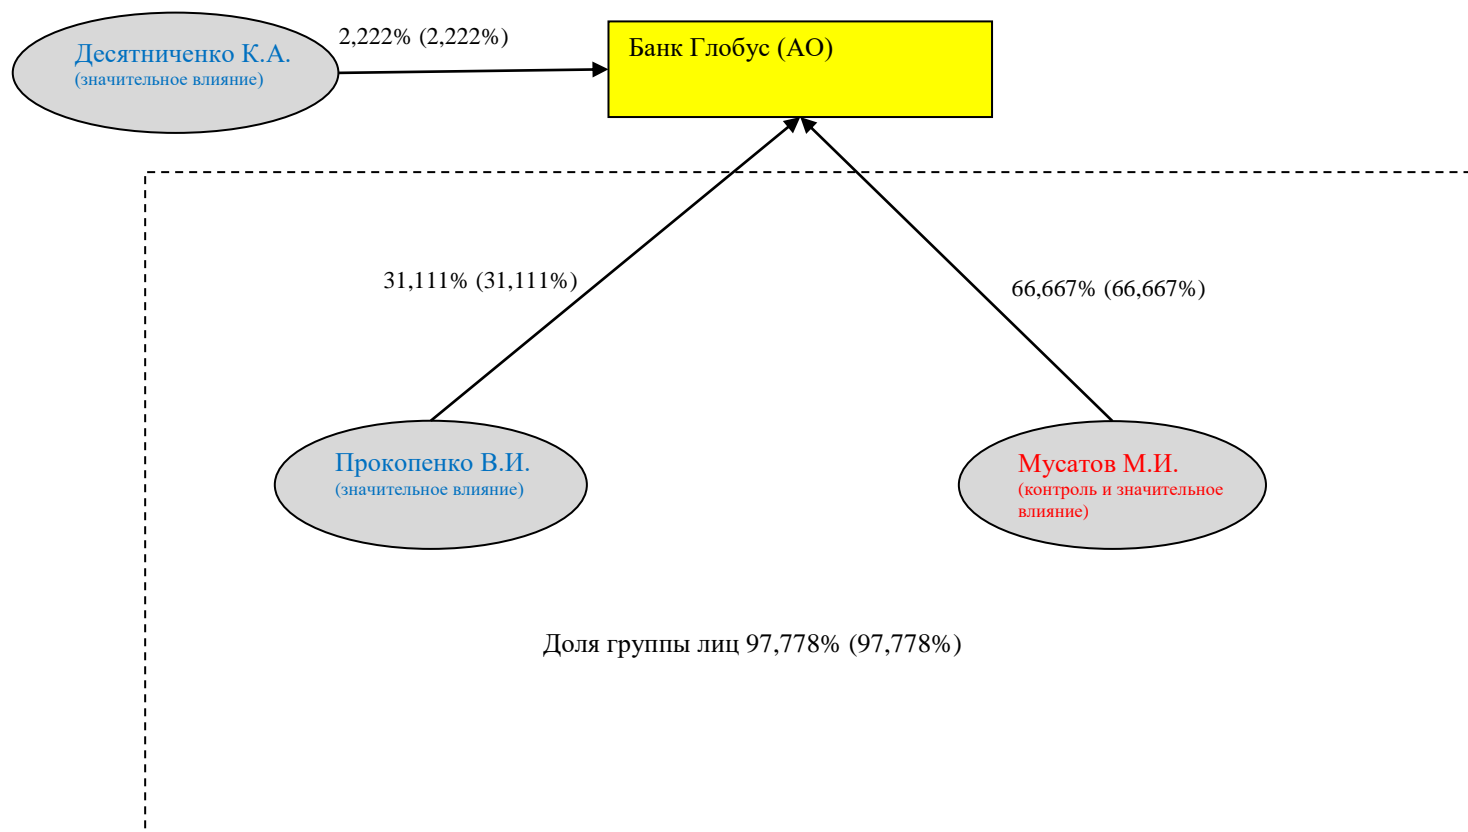 Десятниченко К.А.
(значительное влияние)
2,222% (2,222%)
Банк Глобус (АО)
31,111% (31,111%)
66,667% (66,667%)
Прокопенко В.И.
(значительное влияние)
Мусатов М.И.
(контроль и значительное
влияние)
Доля группы лиц 97,778% (97,778%)